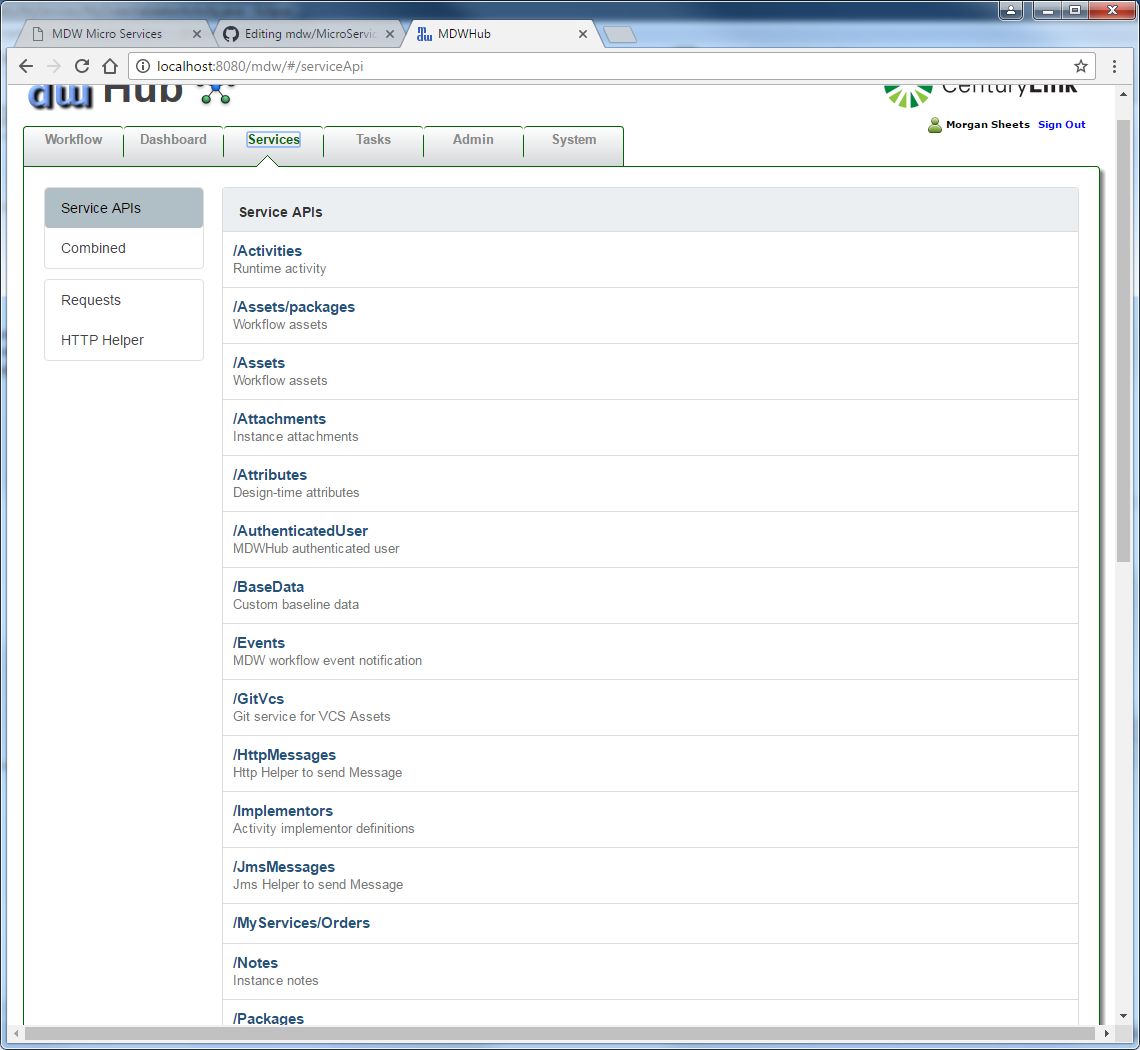 MDW Micro Services
Editing mdw/MicroServic
MDWHub
localhost:8080/mdw/#/serviceApi
dw Hub
CenturyLink
Morgan Sheets Sign Out
Workflow Dashboard Services Tasks Admin System
Service APIs
Combined
Requests
HTTP Helper
Service APIs
/Activities
Runtime activity
/Assets/packages
Workflow assets
/Assets
Workflow assets
/Attachments
Instance attachments
/Attributes
Design-time attributes
/AuthenticatedUser
MDWHub authenticated user
/BaseData
Custom baseline data
/Events
MDW workflow event notification
/GitVcs
Git service for VCS Assets
/HttpMessages
Http Helper to send Message
/Implementors
Activity implementor definitions
/JmsMessages
Jms Helper to send Message
/MyServices/Orders
/Notes
Instance notes
/Packages